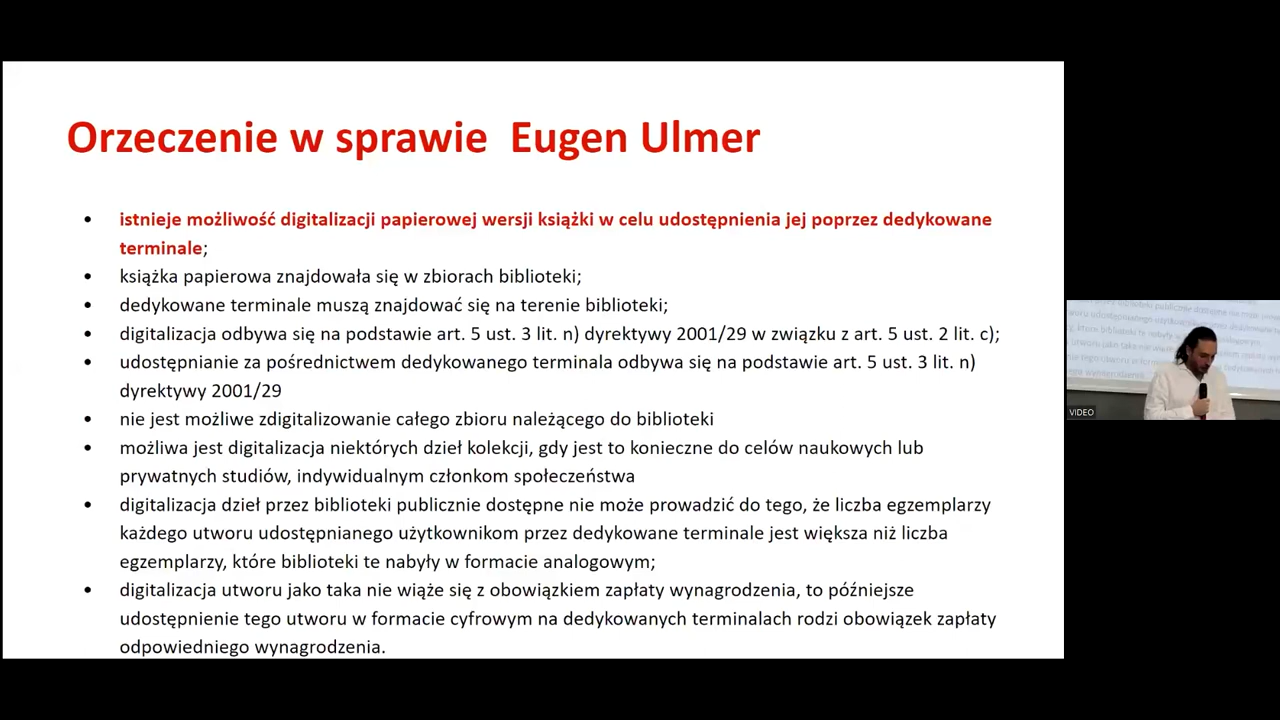 Orzeczenie w sprawie Eugen Ulmer
• istnieje możliwość digitalizacji papierowej wersji książki w celu udostępnienia jej poprzez dedykowane
terminale;
• książka papierowa znajdowała się w zbiorach biblioteki;
• dedykowane terminale muszą znajdować się na terenie biblioteki;
• digitalizacja odbywa się na podstawie art. 5 ust. 3 lit. n) dyrektywy 2001/29 w związku z art. 5 ust. 2 lit. c);
• udostępnianie za pośrednictwem dedykowanego terminala odbywa się na podstawie art. 5 ust. 3 lit. n)
dyrektywy 2001/29
• nie jest możliwe zdigitalizowanie całego zbioru należącego do biblioteki
• możliwa jest digitalizacja niektórych dzieł kolekcji, gdy jest to konieczne do celów naukowych lub
prywatnych studiów, indywidualnym członkom społeczeństwa
• digitalizacja dzieł przez biblioteki publicznie dostępne nie może prowadzić do tego, że liczba egzemplarzy
każdego utworu udostępnianego użytkownikom przez dedykowane terminale jest większa niż liczba
egzemplarzy, które biblioteki te nabyły w formacie analogowym;
• digitalizacja utworu jako taka nie wiąże się z obowiązkiem zapłaty wynagrodzenia, to późniejsze
udostępnienie tego utworu w formacie cyfrowym na dedykowanych terminalach rodzi obowiązek zapłaty
odpowiedniego wynagrodzenia.
VIDEO